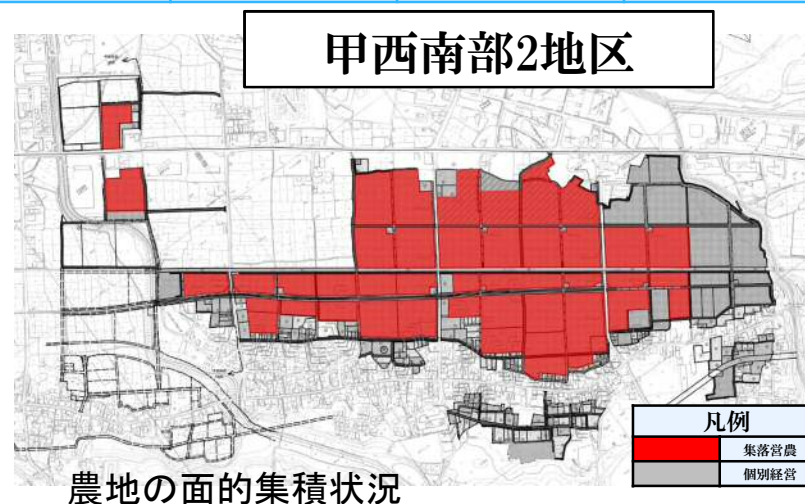 甲西南部2地区
凡例
集落営農
個別経営
農地の面的集積状況